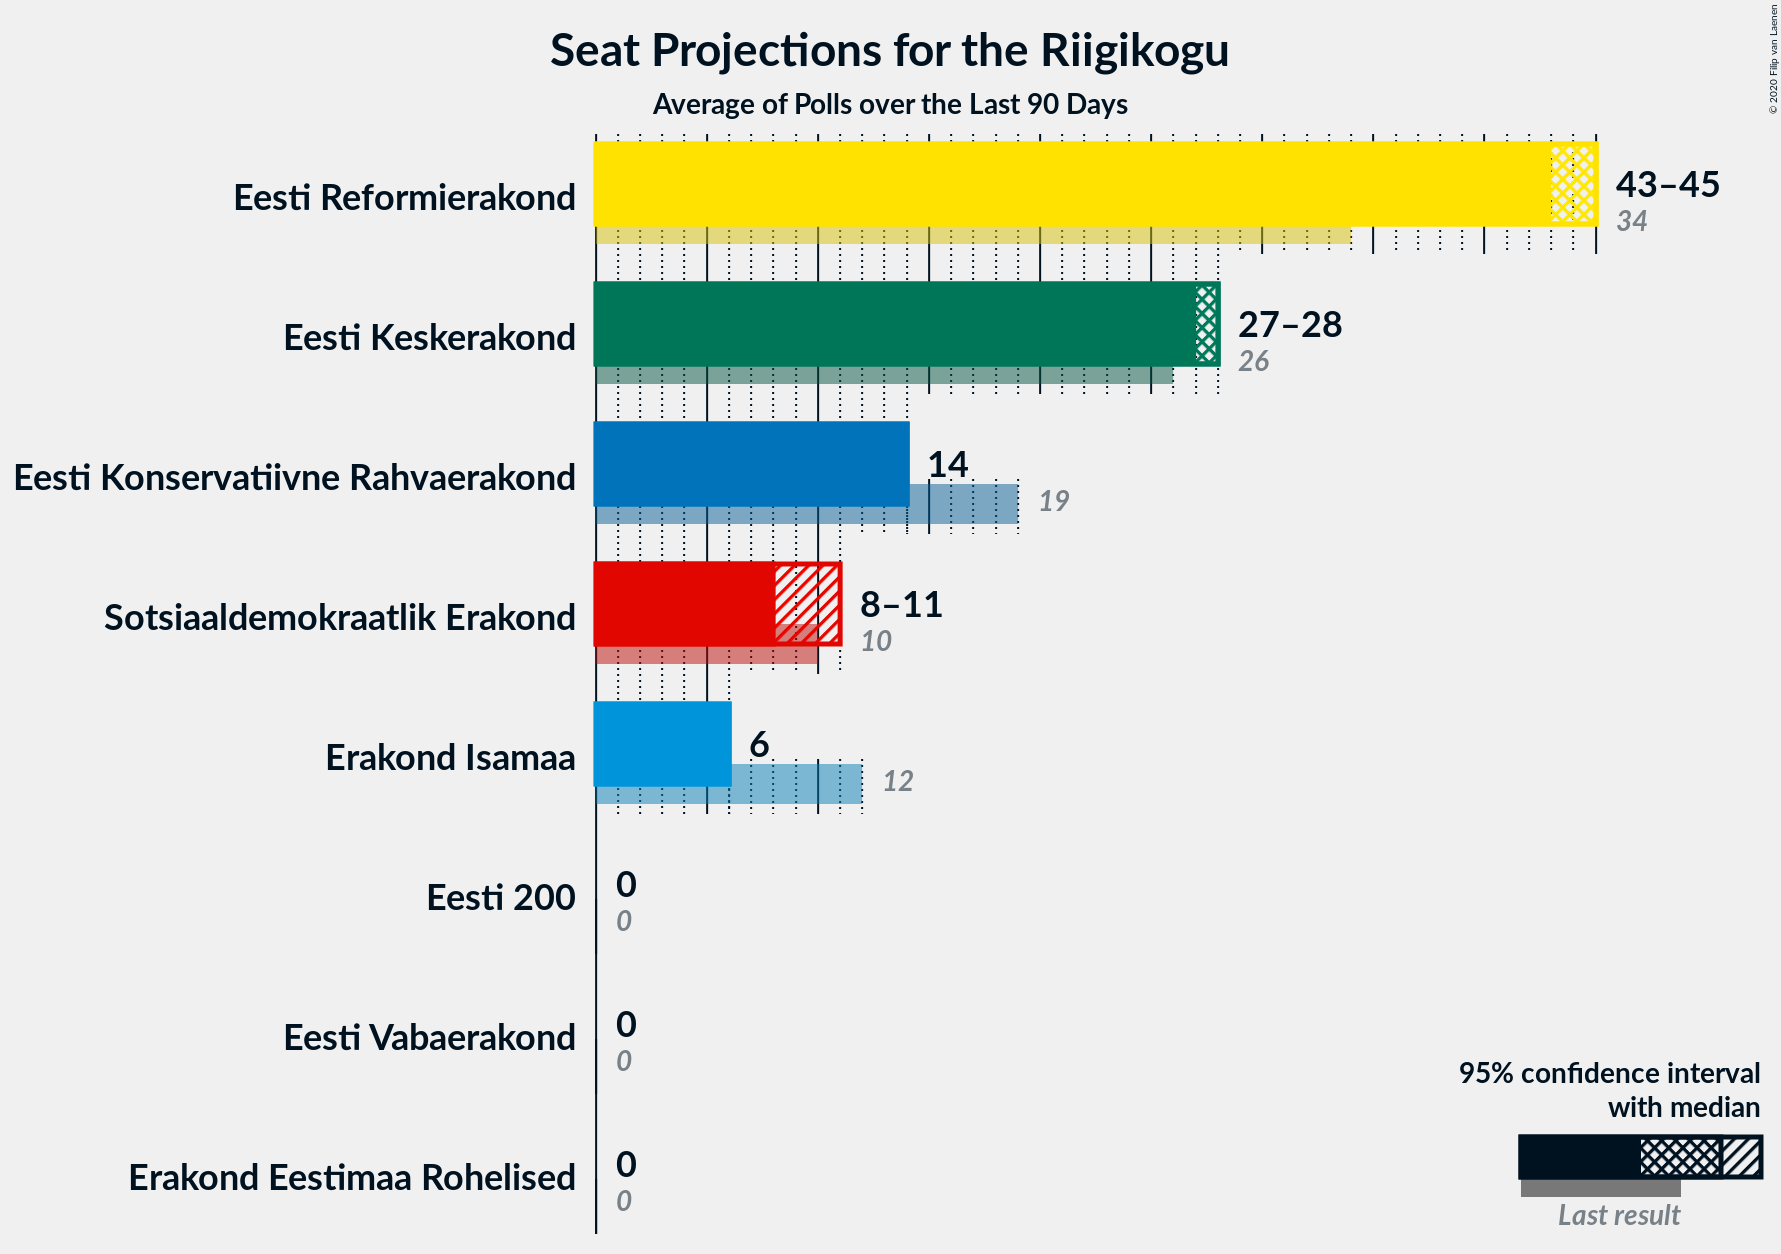 Seat Projections for the Riigikogu
Average of Polls over the Last 90 Days
© 2020 Filip van Laenen
Eesti Reformierakond
43–45
34
Eesti Keskerakond
27–28
26
Eesti Konservatiivne Rahvaerakond
14
19
Sotsiaaldemokraatlik Erakond
8–11
10
Erakond Isamaa
6
12
Eesti 200
0
0
Eesti Vabaerakond
0
0
Erakond Eestimaa Rohelised
0
0
95% confidence interval
with median
Last result